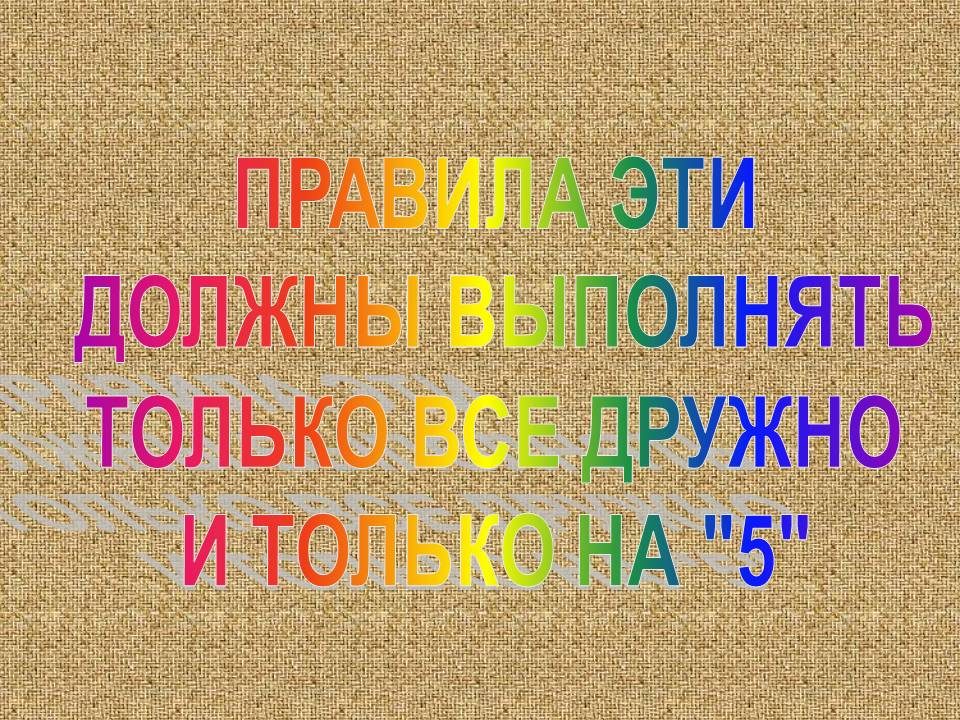 ПРАВИЛА ЭТИ
ДОЛЖНЫ ВЫПОЛНЯТЬ
ТОЛЬКО ВСЕ ДРУЖНО
И ТОЛЬКО НА "5"